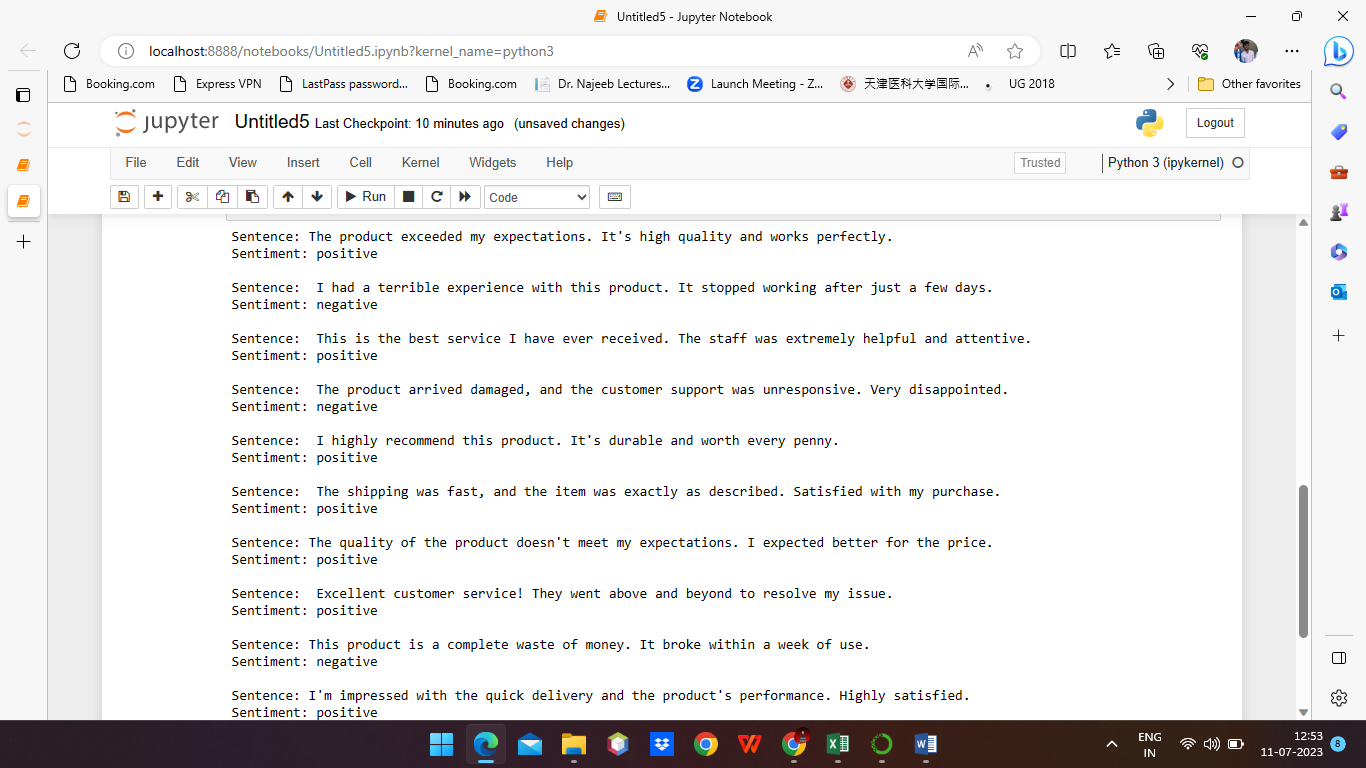 Untitled5 - Jupyter Notebook
localhost:8888/notebooks/Untitled5.ipynb?kernel_name=python3
Booking.com Express VPN LastPass password... Booking.com Dr. Najeeb Lectures... Launch Meeting - Z... 天津医科大学国际... UG 2018 Other favorites
jupyter Untitled5 Last Checkpoint: 10 minutes ago (unsaved changes) Logout
File Edit View Insert Cell Kernel Widgets Help Trusted Python 3 (ipykernel)
Run Code
Sentence: The product exceeded my expectations. It's high quality and works perfectly.
Sentiment: positive
Sentence:  I had a terrible experience with this product. It stopped working after just a few days.
Sentiment: negative
Sentence:  This is the best service I have ever received. The staff was extremely helpful and attentive.
Sentiment: positive
Sentence:  The product arrived damaged, and the customer support was unresponsive. Very disappointed.
Sentiment: negative
Sentence:  I highly recommend this product. It's durable and worth every penny.
Sentiment: positive
Sentence:  The shipping was fast, and the item was exactly as described. Satisfied with my purchase.
Sentiment: positive
Sentence: The quality of the product doesn't meet my expectations. I expected better for the price.
Sentiment: positive
Sentence:  Excellent customer service! They went above and beyond to resolve my issue.
Sentiment: positive
Sentence: This product is a complete waste of money. It broke within a week of use.
Sentiment: negative
Sentence: I'm impressed with the quick delivery and the product's performance. Highly satisfied.
Sentiment: positive
ENG 12:53
IN 11-07-2023 8